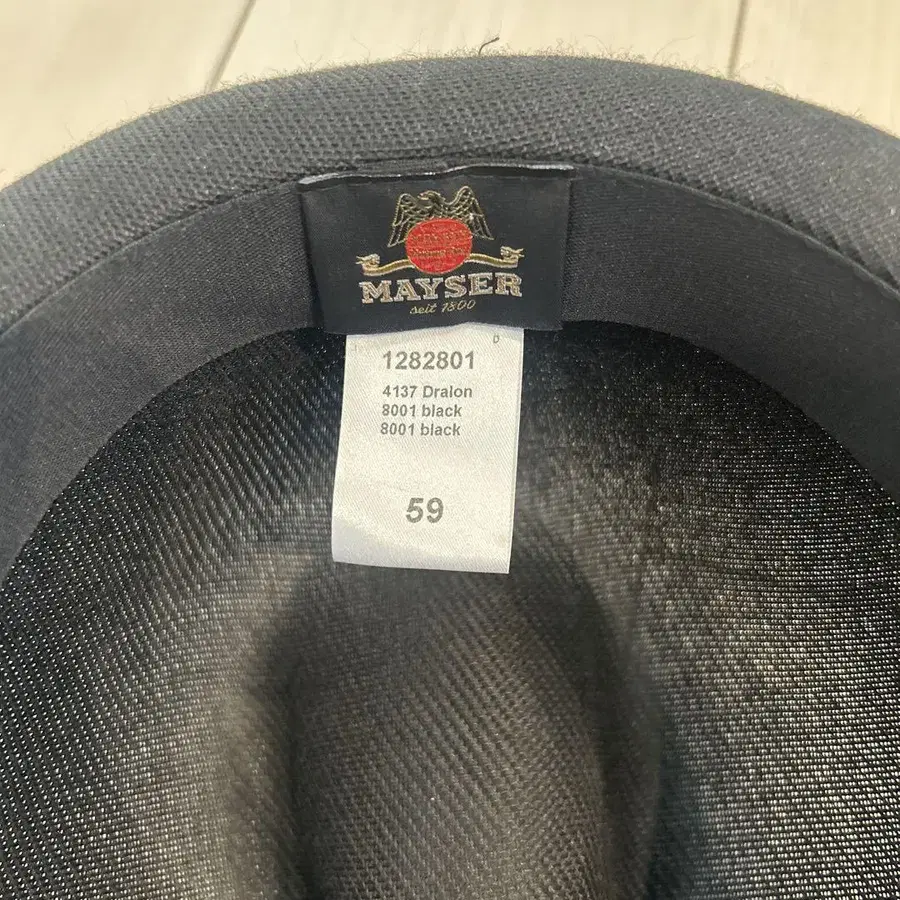 MAYSER
seit 1800
D
1282801
4137 Dralon
8001 black
8001 black
59